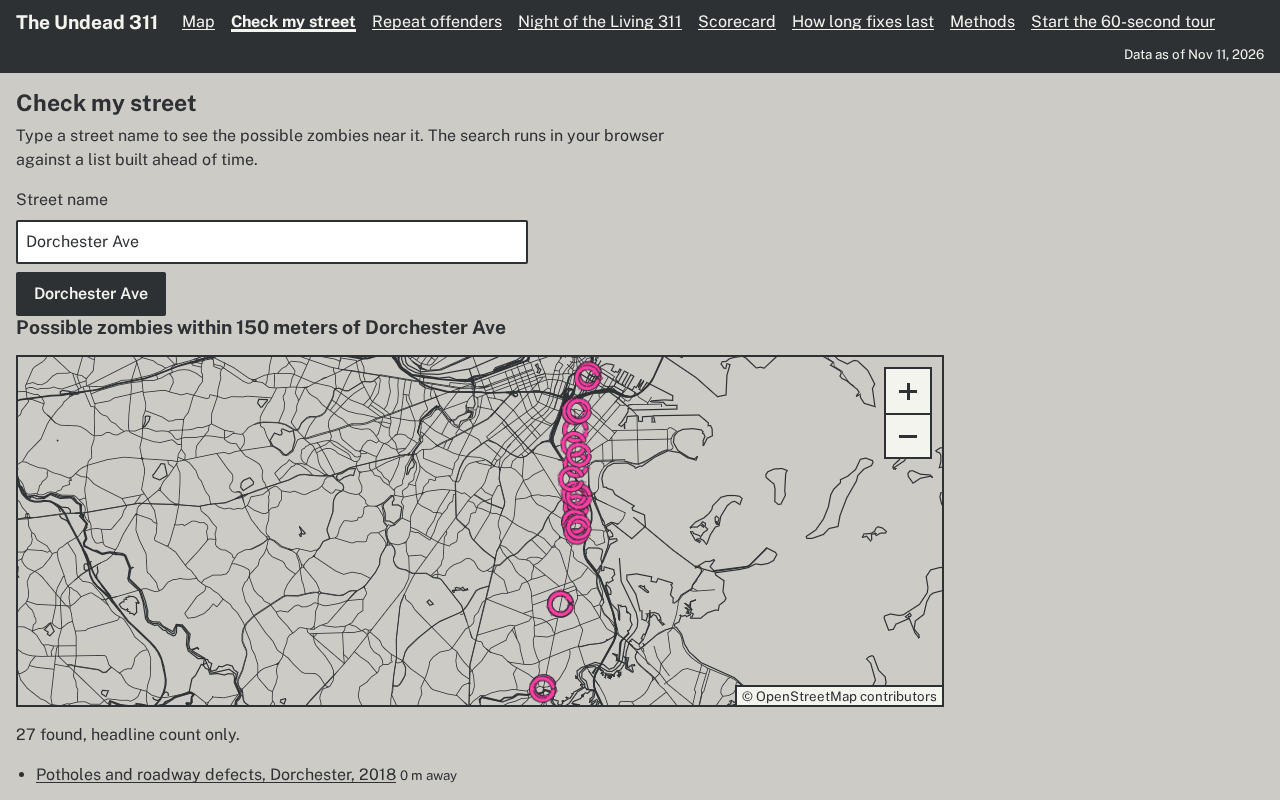 The Undead 311 Map Check my street Repeat offenders Night of the Living 311 Scorecard How long fixes last Methods Start the 60-second tour
Data as of Nov 11, 2026
Check my street
Type a street name to see the possible zombies near it. The search runs in your browser
against a list built ahead of time.
Street name
Dorchester Ave
Dorchester Ave
Possible zombies within 150 meters of Dorchester Ave
+
−
© OpenStreetMap contributors
27 found, headline count only.
• Potholes and roadway defects, Dorchester, 2018 0 m away